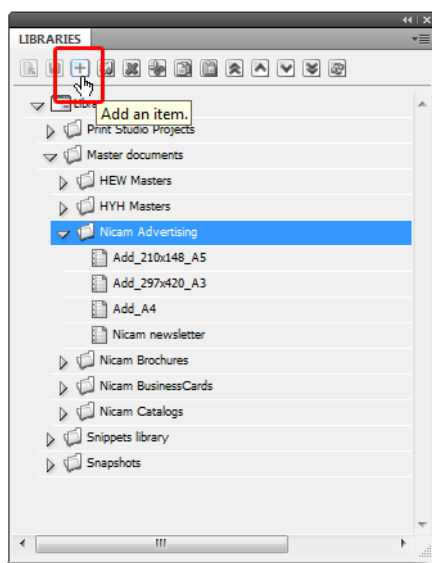 LIBRARIES
Add an item.
Print Studio Projects
Master documents
HEW Masters
HYH Masters
Nicam Advertising
Add_210x148_A5
Add_297x420_A3
Add_A4
Nicam newsletter
Nicam Brochures
Nicam BusinessCards
Nicam Catalogs
Snippets library
Snapshots